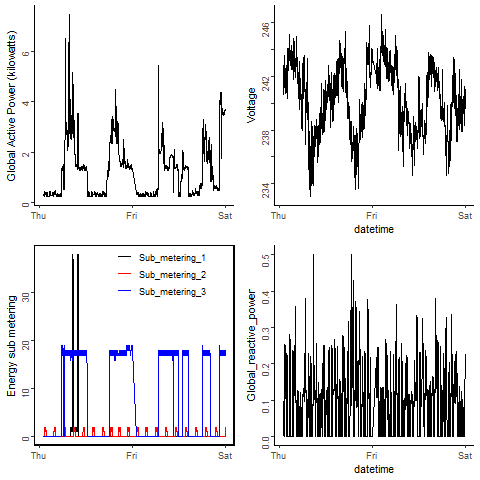 Global Active Power (kilowatts)
0 2 4 6
Thu Fri Sat
Voltage
234 238 242 246
Thu Fri Sat
datetime
Energy sub metering
0 10 20 30
Sub_metering_1
Sub_metering_2
Sub_metering_3
Thu Fri Sat
Global_reactive_power
0.0 0.1 0.2 0.3 0.4 0.5
Thu Fri Sat
datetime